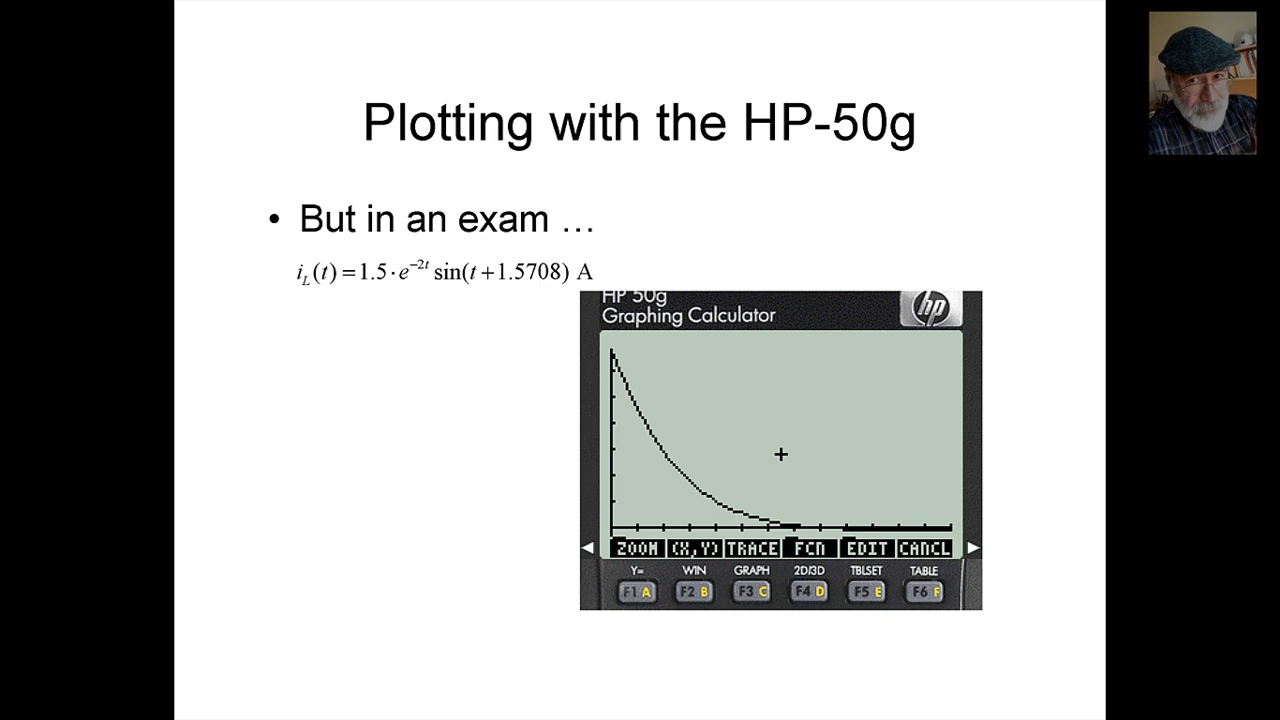 Plotting with the HP-50g
• But in an exam …
i_L(t) = 1.5 · e^{−2t} sin(t + 1.5708) A
HP 50g
Graphing Calculator
hp
ZOOM (X,Y) TRACE FCN EDIT CANCL
Y= WIN GRAPH 2D/3D TBLSET TABLE
F1 A F2 B F3 C F4 D F5 E F6 F